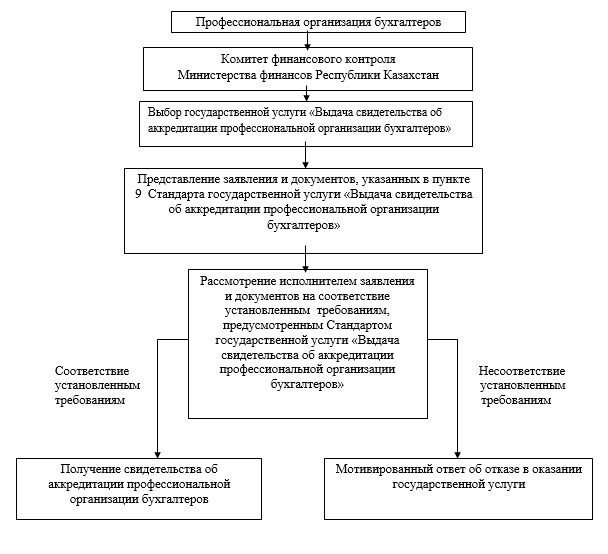 Профессиональная организация бухгалтеров
Комитет финансового контроля
Министерства финансов Республики Казахстан
Выбор государственной услуги «Выдача свидетельства об
аккредитации профессиональной организации бухгалтеров»
Представление заявления и документов, указанных в пункте
9 Стандарта государственной услуги «Выдача свидетельства
об аккредитации профессиональной организации
бухгалтеров»
Рассмотрение исполнителем заявления
и документов на соответствие
установленным требованиям,
предусмотренным Стандартом
государственной услуги «Выдача
свидетельства об аккредитации
профессиональной организации
бухгалтеров»
Соответствие
установленным
требованиям
Несоответствие
установленным
требованиям
Получение свидетельства об
аккредитации профессиональной
организации бухгалтеров
Мотивированный ответ об отказе в оказании
государственной услуги